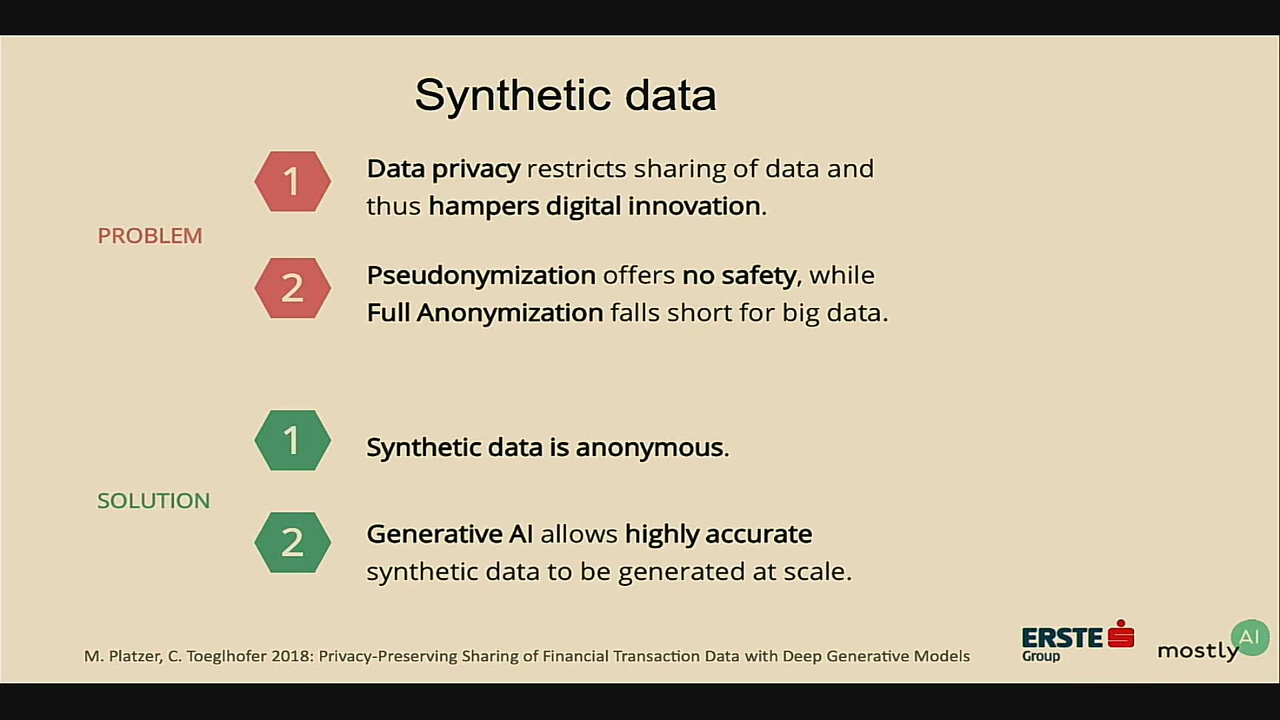 Synthetic data
PROBLEM
1
Data privacy restricts sharing of data and
thus hampers digital innovation.
2
Pseudonymization offers no safety, while
Full Anonymization falls short for big data.
SOLUTION
1
Synthetic data is anonymous.
2
Generative AI allows highly accurate
synthetic data to be generated at scale.
M. Platzer, C. Toeglhofer 2018: Privacy-Preserving Sharing of Financial Transaction Data with Deep Generative Models
ERSTE
Group
mostly AI